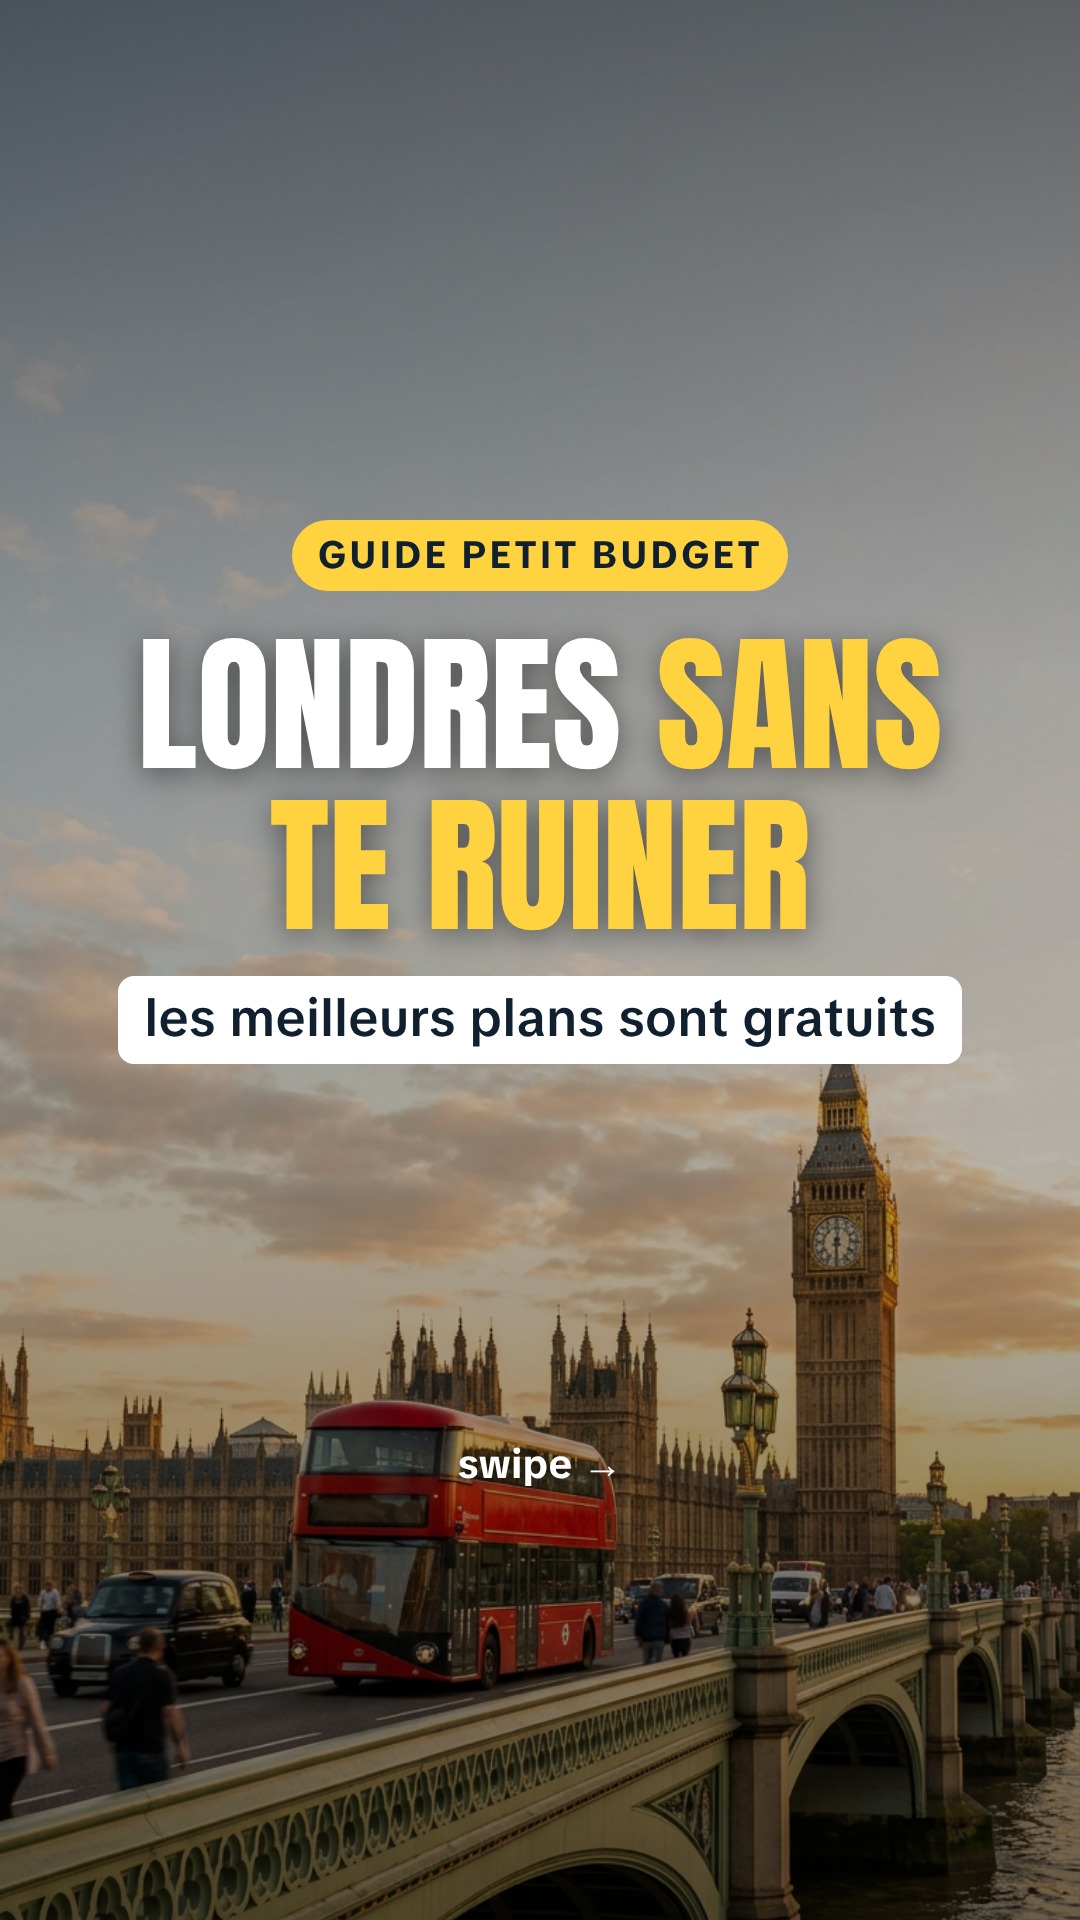 GUIDE PETIT BUDGET
LONDRES SANS
TE RUINER
les meilleurs plans sont gratuits
swipe →